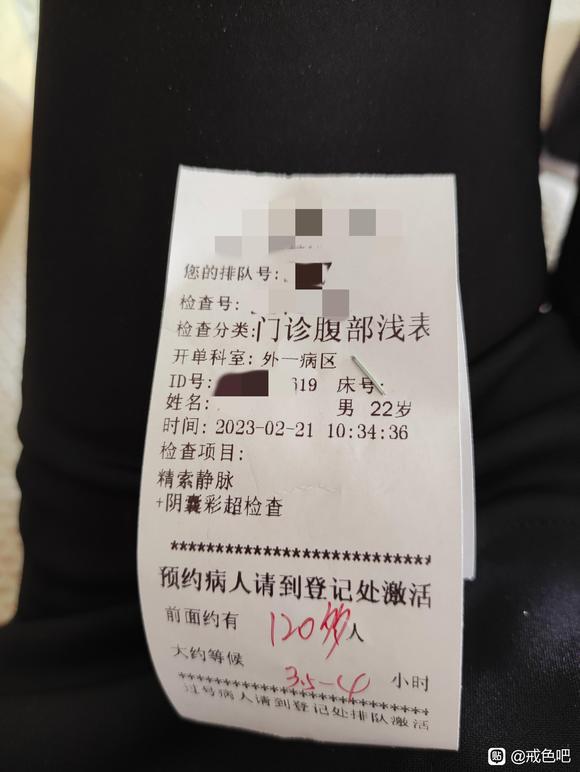 您的排队号:
检查号:
检查分类:门诊腹部浅表
开单科室: 外一病区
ID号: 619 床号:
姓名: 男 22岁
时间: 2023-02-21 10:34:36
检查项目:
精索静脉
+阴囊彩超检查
******************************
预约病人请到登记处激活
前面约有 120多人
大约等候 3.5-4 小时
******************************
过号病人请到登记处排队激活
贴 @戒色吧